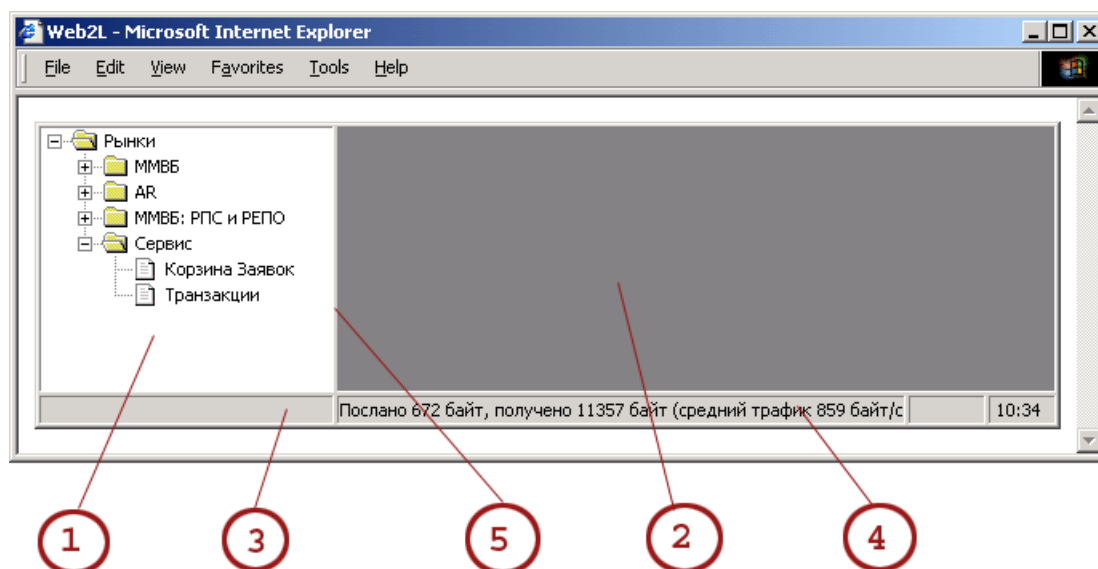 Web2L - Microsoft Internet Explorer
File Edit View Favorites Tools Help
Рынки
ММВБ
AR
ММВБ: РПС и РЕПО
Сервис
Корзина Заявок
Транзакции
Послано 672 байт, получено 11357 байт (средний трафик 859 байт/с
10:34
1 3 5 2 4